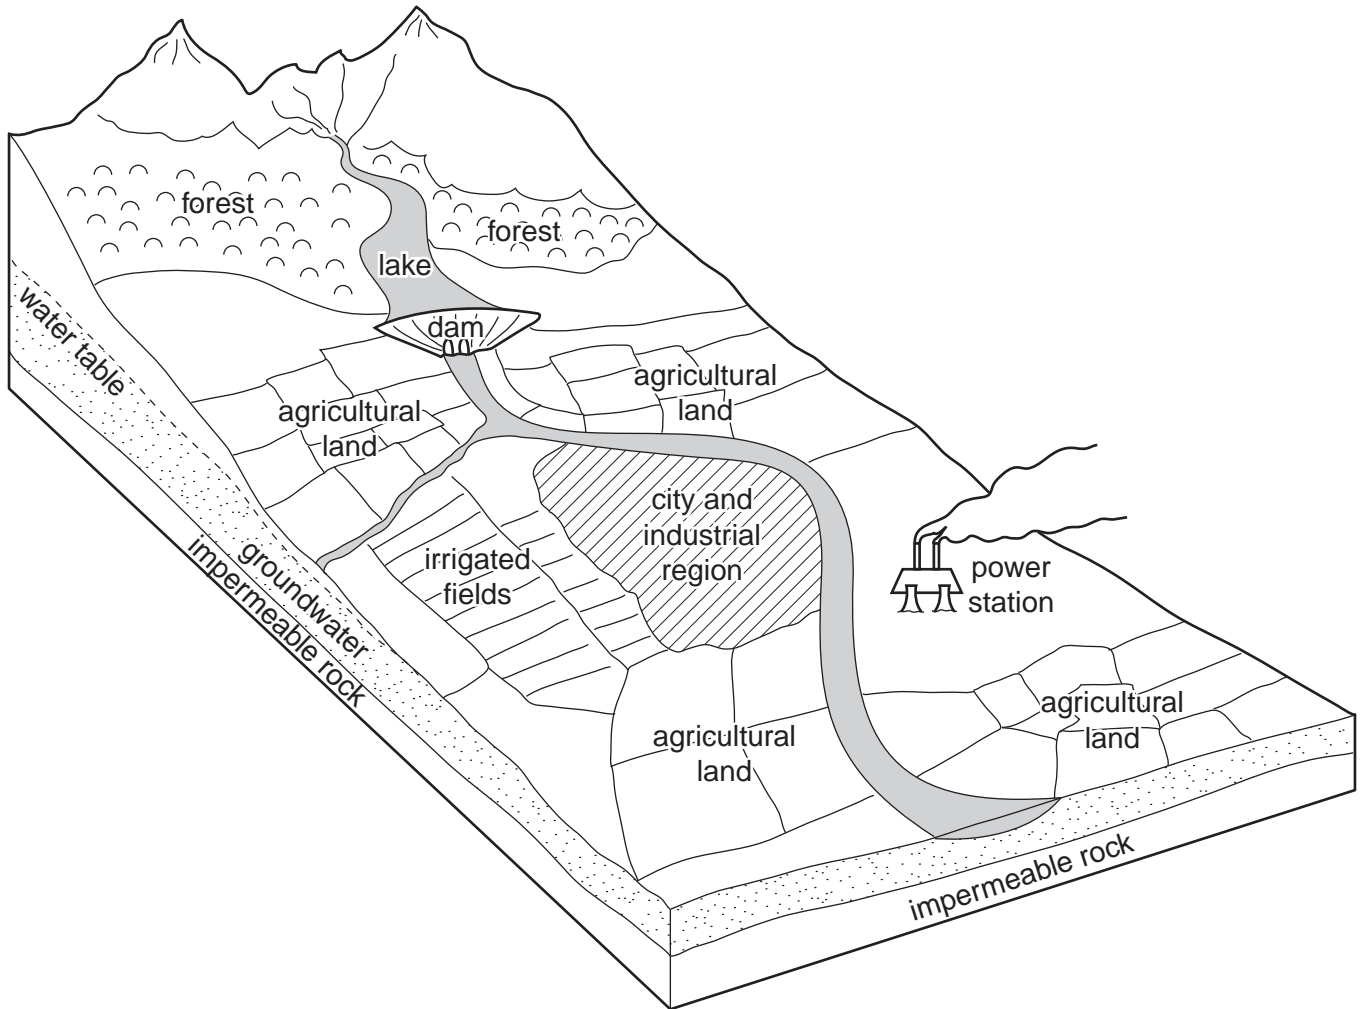 forest
forest
lake
dam
water table
agricultural
land
agricultural
land
city and
industrial
region
irrigated
fields
groundwater
impermeable rock
power
station
agricultural
land
agricultural
land
impermeable rock